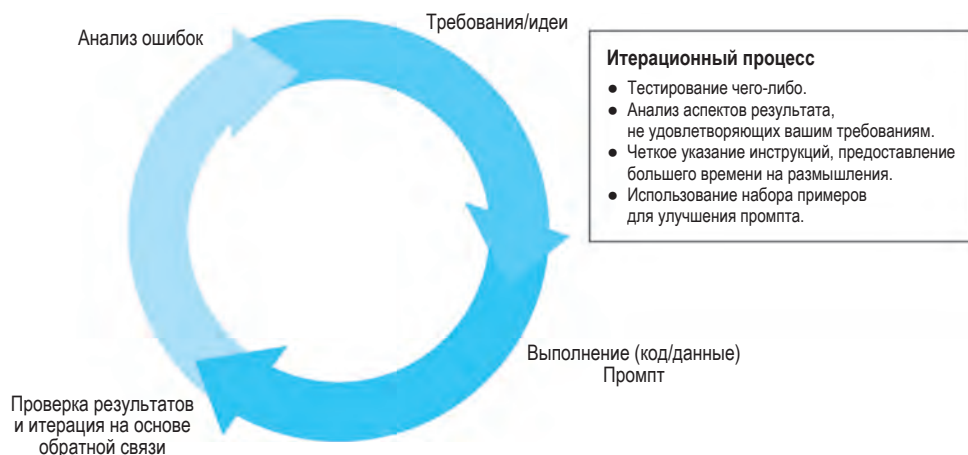 Анализ ошибок
Требования/идеи
Итерационный процесс
● Тестирование чего-либо.
● Анализ аспектов результата,
не удовлетворяющих вашим требованиям.
● Четкое указание инструкций, предоставление
большего времени на размышления.
● Использование набора примеров
для улучшения промпта.
Выполнение (код/данные)
Промпт
Проверка результатов
и итерация на основе
обратной связи